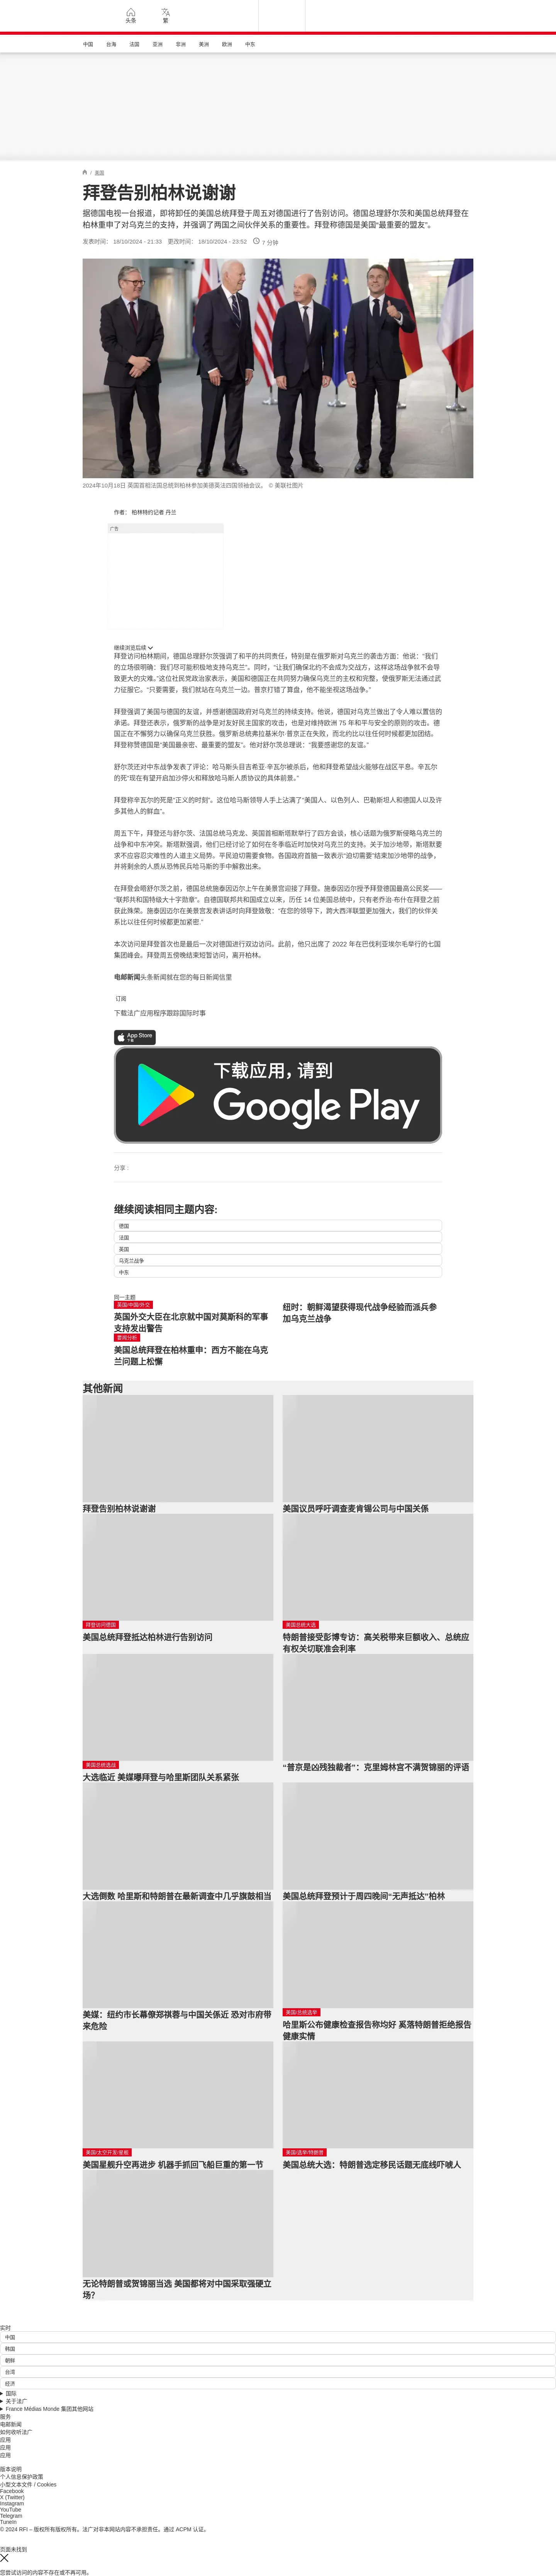 头条
繁
中国
台海
法国
亚洲
非洲
美洲
欧洲
中东
/ 美国
拜登告别柏林说谢谢
据德国电视一台报道，即将卸任的美国总统拜登于周五对德国进行了告别访问。德国总理舒尔茨和美国总统拜登在
柏林重申了对乌克兰的支持，并强调了两国之间伙伴关系的重要性。拜登称德国是美国“最重要的盟友”。
发表时间： 18/10/2024 - 21:33 更改时间： 18/10/2024 - 23:52 7 分钟
2024年10月18日 英国首相法国总统到柏林参加美德英法四国领袖会议。 © 美联社图片
作者： 柏林特约记者 丹兰
广告
继续浏览后续
拜登访问柏林期间，德国总理舒尔茨强调了和平的共同责任，特别是在俄罗斯对乌克兰的袭击方面：他说：“我们
的立场很明确：我们尽可能积极地支持乌克兰”。同时，“让我们确保北约不会成为交战方，这样这场战争就不会导
致更大的灾难。”这位社民党政治家表示，美国和德国正在共同努力确保乌克兰的主权和完整，使俄罗斯无法通过武
力征服它。“只要需要，我们就站在乌克兰一边。普京打错了算盘，他不能坐视这场战争。”
拜登强调了美国与德国的友谊，并感谢德国政府对乌克兰的持续支持。他说，德国对乌克兰做出了令人难以置信的
承诺。拜登还表示，俄罗斯的战争是对友好民主国家的攻击，也是对维持欧洲 75 年和平与安全的原则的攻击。德
国正在不懈努力以确保乌克兰获胜。俄罗斯总统弗拉基米尔·普京正在失败，而北约比以往任何时候都更加团结。
拜登称赞德国是“美国最亲密、最重要的盟友”。他对舒尔茨总理说：“我要感谢您的友谊。”
舒尔茨还对中东战争发表了评论：哈马斯头目吉希亚·辛瓦尔被杀后，他和拜登希望战火能够在战区平息。辛瓦尔
的死“现在有望开启加沙停火和释放哈马斯人质协议的具体前景。”
拜登称辛瓦尔的死是“正义的时刻”。这位哈马斯领导人手上沾满了“美国人、以色列人、巴勒斯坦人和德国人以及许
多其他人的鲜血”。
周五下午，拜登还与舒尔茨、法国总统马克龙、英国首相斯塔默举行了四方会谈，核心话题为俄罗斯侵略乌克兰的
战争和中东冲突。斯塔默强调，他们已经讨论了如何在冬季临近时加快对乌克兰的支持。关于加沙地带，斯塔默要
求不应容忍灾难性的人道主义局势。平民迫切需要食物。各国政府首脑一致表示“迫切需要”结束加沙地带的战争，
并将剩余的人质从恐怖民兵哈马斯的手中解救出来。
在拜登会晤舒尔茨之前，德国总统施泰因迈尔上午在美景宫迎接了拜登。施泰因迈尔授予拜登德国最高公民奖——
“联邦共和国特级大十字勋章”。自德国联邦共和国成立以来，历任 14 位美国总统中，只有老乔治·布什在拜登之前
获此殊荣。施泰因迈尔在美景宫发表讲话时向拜登致敬：“在您的领导下，跨大西洋联盟更加强大，我们的伙伴关
系比以往任何时候都更加紧密.”
本次访问是拜登首次也是最后一次对德国进行双边访问。此前，他只出席了 2022 年在巴伐利亚埃尔毛举行的七国
集团峰会。拜登周五傍晚结束短暂访问，离开柏林。
电邮新闻头条新闻就在您的每日新闻信里
订阅
下载法广应用程序跟踪国际时事
App Store
下载
下载应用，请到
Google Play
分享 :
继续阅读相同主题内容:
德国
法国
英国
乌克兰战争
中东
同一主题
英国/中国/外交
英国外交大臣在北京就中国对莫斯科的军事
支持发出警告
要闻分析
美国总统拜登在柏林重申：西方不能在乌克
兰问题上松懈
纽时：朝鲜渴望获得现代战争经验而派兵参
加乌克兰战争
其他新闻
拜登告别柏林说谢谢
美国议员呼吁调查麦肯锡公司与中国关係
拜登访问德国
美国总统拜登抵达柏林进行告别访问
美国总统大选
特朗普接受彭博专访：高关税带来巨额收入、总统应
有权关切联准会利率
美国总统选战
大选临近 美媒曝拜登与哈里斯团队关系紧张
“普京是凶残独裁者”：克里姆林宫不满贺锦丽的评语
大选倒数 哈里斯和特朗普在最新调查中几乎旗鼓相当
美国总统拜登预计于周四晚间“无声抵达”柏林
美媒：纽约市长幕僚郑祺蓉与中国关係近 恐对市府带
来危险
美国/总统选举
哈里斯公布健康检查报告称均好 奚落特朗普拒绝报告
健康实情
美国/太空开发/星舰
美国星舰升空再进步 机器手抓回飞船巨重的第一节
美国/选举/特朗普
美国总统大选：特朗普选定移民话题无底线吓唬人
无论特朗普或贺锦丽当选 美国都将对中国采取强硬立
场？
实时
中国
韩国
朝鲜
台湾
经济
国际
关于法广
France Médias Monde 集团其他网站
服务
电邮新闻
如何收听法广
应用
应用
应用
版本说明
个人信息保护政策
小型文本文件 / Cookies
Facebook
X (Twitter)
Instagram
YouTube
Telegram
TuneIn
© 2024 RFI – 版权所有版权所有。法广对非本网站内容不承担责任。通过 ACPM 认证。
页面未找到
您尝试访问的内容不存在或不再可用。